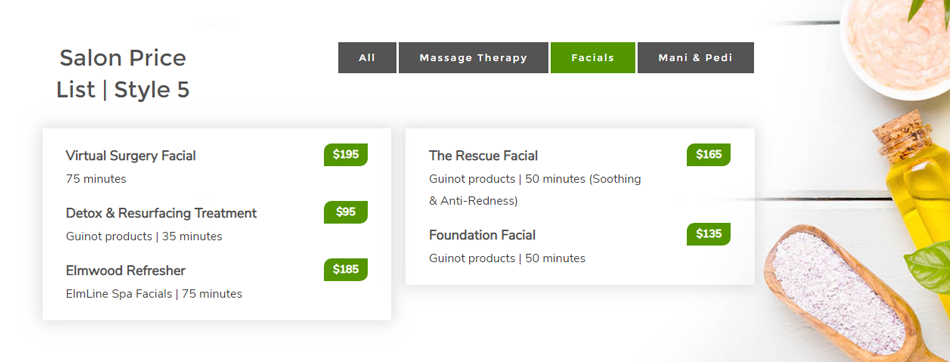 Salon Price
List | Style 5
All
Massage Therapy
Facials
Mani & Pedi
Virtual Surgery Facial
$195
75 minutes
Detox & Resurfacing Treatment
$95
Guinot products | 35 minutes
Elmwood Refresher
$185
ElmLine Spa Facials | 75 minutes
The Rescue Facial
$165
Guinot products | 50 minutes (Soothing
& Anti-Redness)
Foundation Facial
$135
Guinot products | 50 minutes